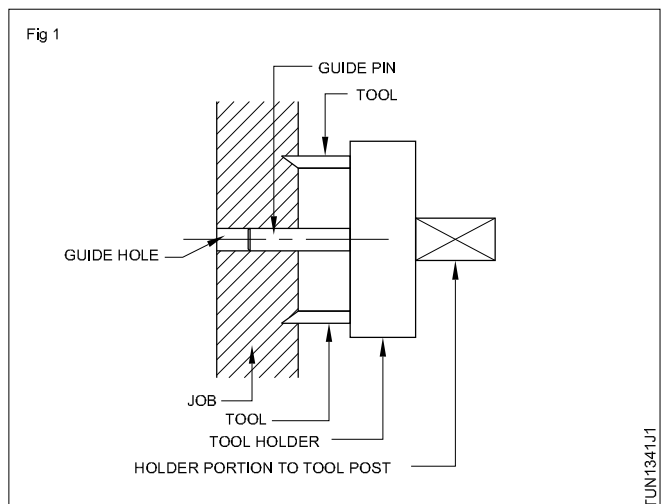 Fig 1
GUIDE PIN
TOOL
GUIDE HOLE
JOB
TOOL
TOOL HOLDER
HOLDER PORTION TO TOOL POST
TUN1341J1